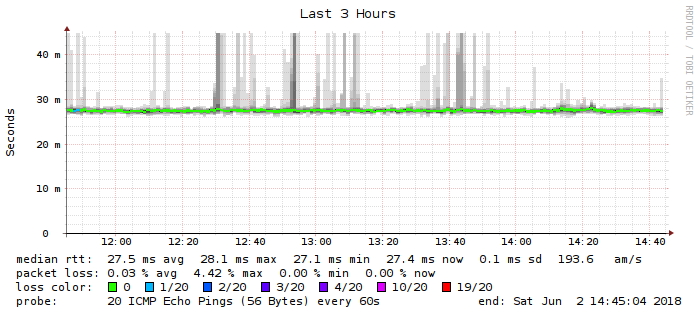 Last 3 Hours
RRDTOOL / TOBI OETIKER
Seconds
40 m
30 m
20 m
10 m
0
12:00 12:20 12:40 13:00 13:20 13:40 14:00 14:20 14:40
median rtt: 27.5 ms avg 28.1 ms max 27.1 ms min 27.4 ms now 0.1 ms sd 193.6 am/s
packet loss: 0.03 % avg 4.42 % max 0.00 % min 0.00 % now
loss color: 0 1/20 2/20 3/20 4/20 10/20 19/20
probe: 20 ICMP Echo Pings (56 Bytes) every 60s end: Sat Jun 2 14:45:04 2018